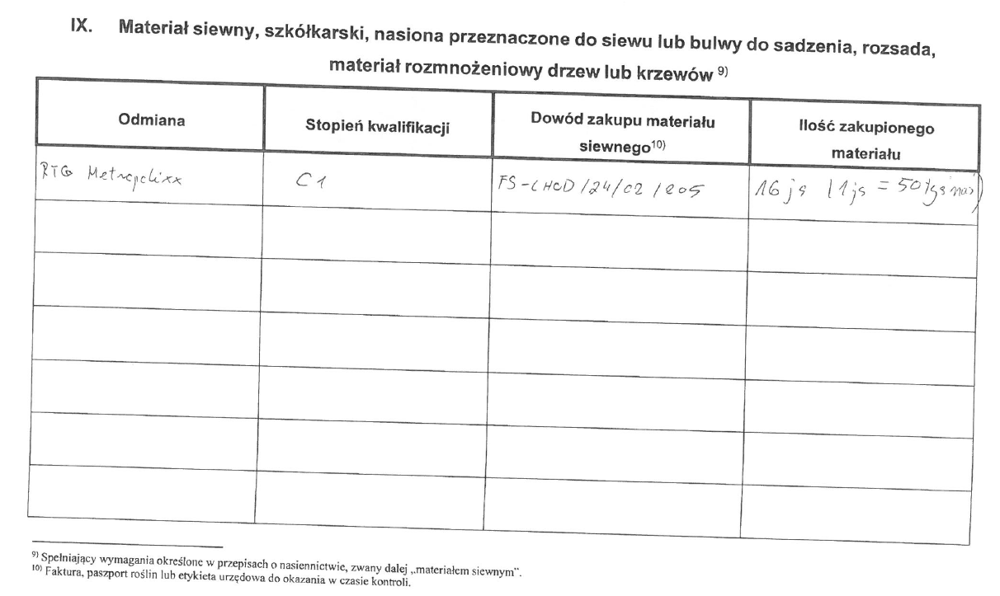 IX. Materiał siewny, szkółkarski, nasiona przeznaczone do siewu lub bulwy do sadzenia, rozsada,
materiał rozmnożeniowy drzew lub krzewów ⁹⁾
Odmiana
Stopień kwalifikacji
Dowód zakupu materiału
siewnego¹⁰⁾
Ilość zakupionego
materiału
RTG Metropolixx
C1
FS-LHCD/24/02/205
16 js (1js = 50 tyś nas)
⁹⁾ Spełniający wymagania określone w przepisach o nasiennictwie, zwany dalej „materiałem siewnym”.
¹⁰⁾ Faktura, paszport roślin lub etykieta urzędowa do okazania w czasie kontroli.